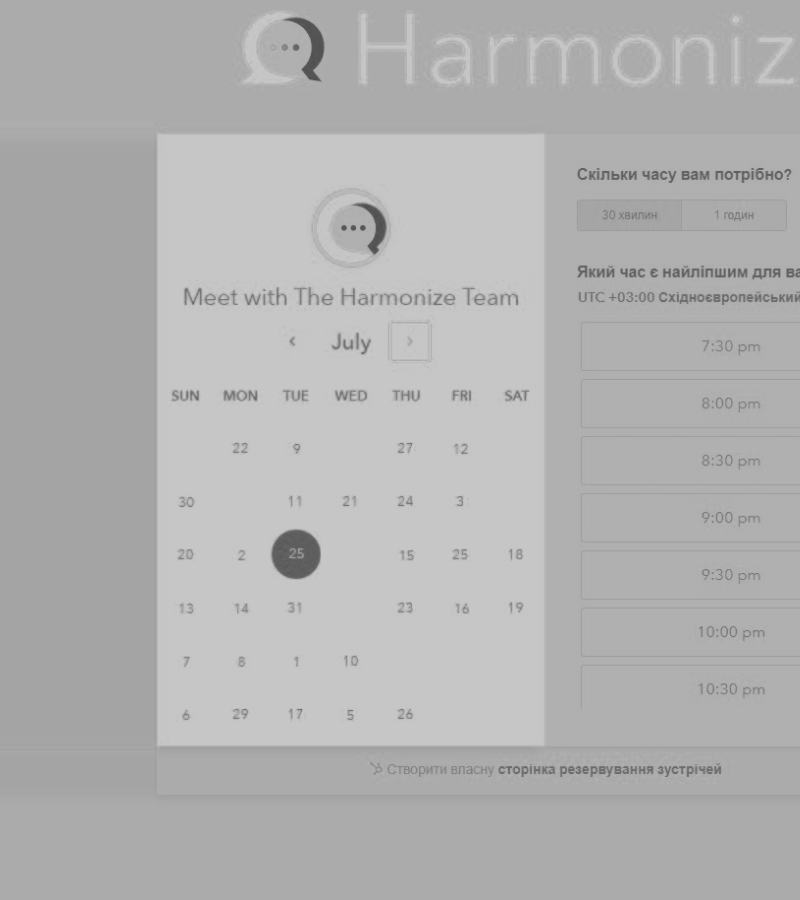 Harmoniz
Meet with The Harmonize Team
July
SUN MON TUE WED THU FRI SAT
22 9 27 12
30 11 21 24 3
20 2 25 15 25 18
13 14 31 23 16 19
7 8 1 10
6 29 17 5 26
Скільки часу вам потрібно?
30 хвилин 1 годин
Який час є найліпшим для ва
UTC +03:00 Східноєвропейський
7:30 pm
8:00 pm
8:30 pm
9:00 pm
9:30 pm
10:00 pm
10:30 pm
Створити власну сторінка резервування зустрічей